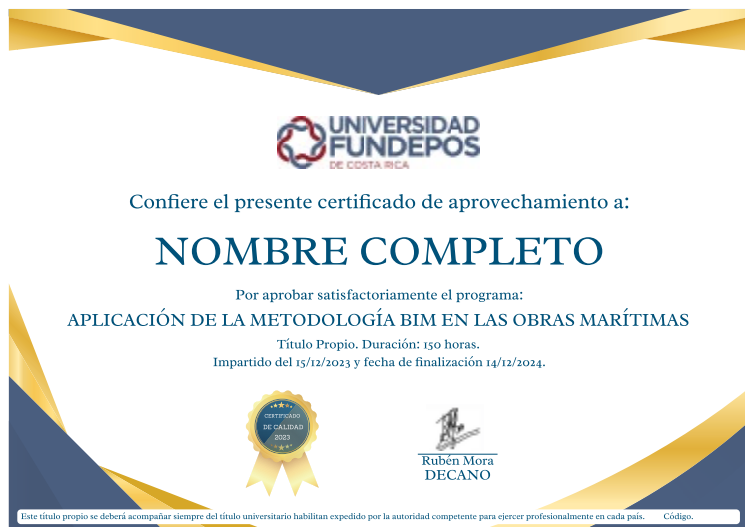 UNIVERSIDAD
FUNDEPOS
DE COSTA RICA
Confiere el presente certificado de aprovechamiento a:
NOMBRE COMPLETO
Por aprobar satisfactoriamente el programa:
APLICACIÓN DE LA METODOLOGÍA BIM EN LAS OBRAS MARÍTIMAS
Título Propio. Duración: 150 horas.
Impartido del 15/12/2023 y fecha de finalización 14/12/2024.
CERTIFICADO
DE CALIDAD
2023
Rubén Mora
DECANO
Este título propio se deberá acompañar siempre del título universitario habilitan expedido por la autoridad competente para ejercer profesionalmente en cada país. Código.